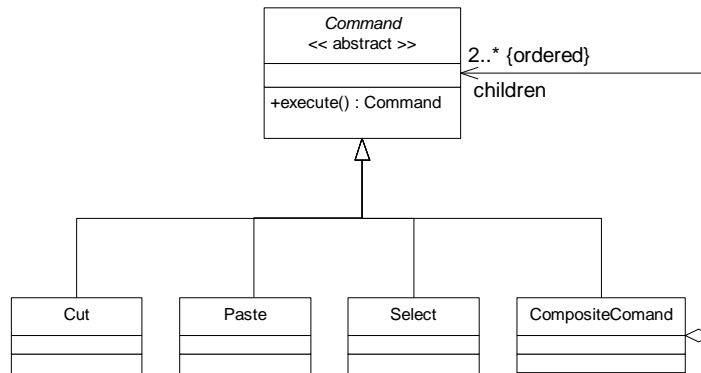 Command
<< abstract >>
2..* {ordered}
children
+execute() : Command
Cut
Paste
Select
CompositeComand